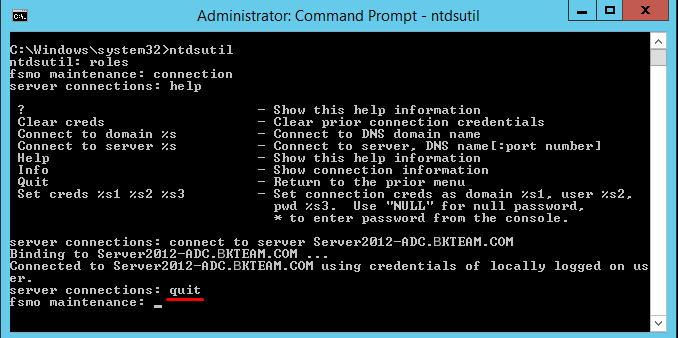 Administrator: Command Prompt - ntdsutil
C:\Windows\system32>ntdsutil
ntdsutil: roles
fsmo maintenance: connection
server connections: help
? - Show this help information
Clear creds - Clear prior connection credentials
Connect to domain %s - Connect to DNS domain name
Connect to server %s - Connect to server, DNS name[:port number]
Help - Show this help information
Info - Show connection information
Quit - Return to the prior menu
Set creds %s1 %s2 %s3 - Set connection creds as domain %s1, user %s2,
pwd %s3. Use "NULL" for null password,
* to enter password from the console.
server connections: connect to server Server2012-ADC.BKTEAM.COM
Binding to Server2012-ADC.BKTEAM.COM ...
Connected to Server2012-ADC.BKTEAM.COM using credentials of locally logged on us
er.
server connections: quit
fsmo maintenance: _